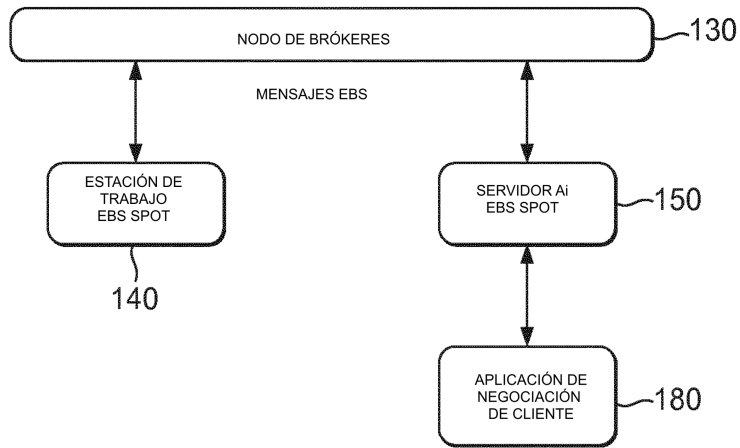 NODO DE BRÓKERES
130
MENSAJES EBS
ESTACIÓN DE
TRABAJO
EBS SPOT
140
SERVIDOR Ai
EBS SPOT
150
APLICACIÓN DE
NEGOCIACIÓN
DE CLIENTE
180